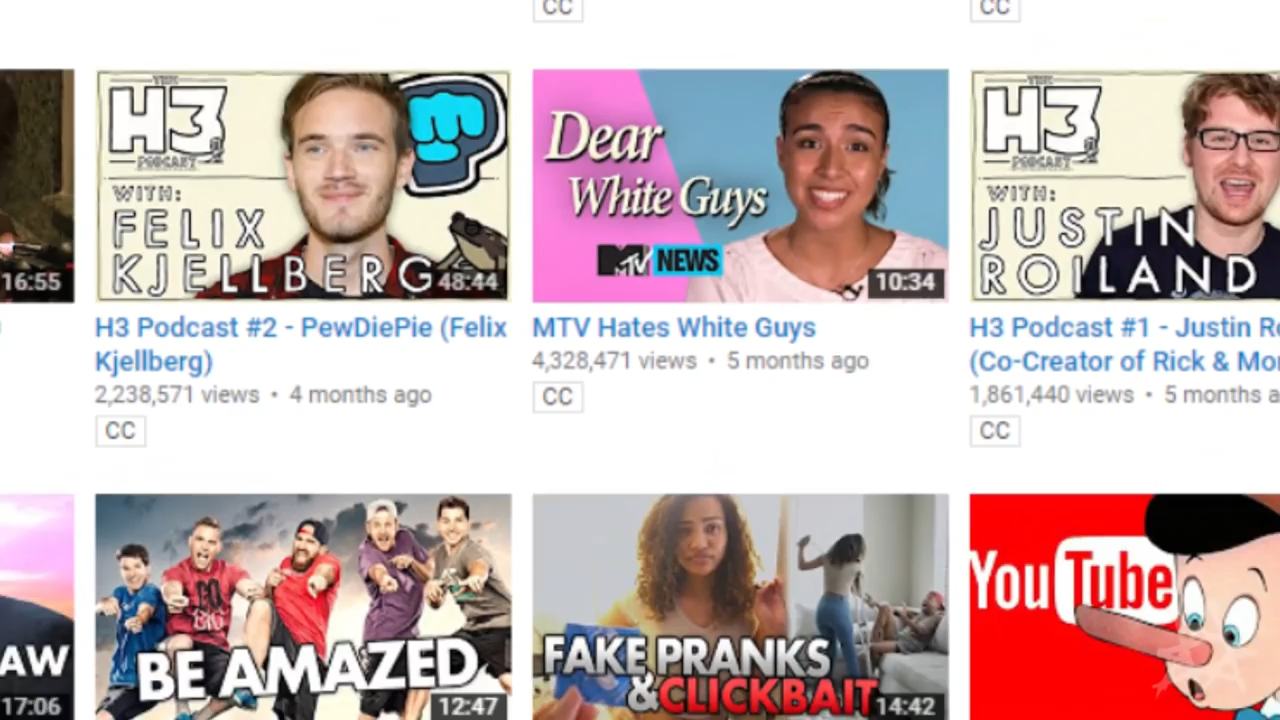 CC
CC
16:55
THE
H3
PODCAST
WITH:
FELIX
KJELLBERG
48:44
Dear
White Guys
MTV NEWS
10:34
THE
H3
PODCAST
WITH:
JUSTIN
ROILAND
H3 Podcast #2 - PewDiePie (Felix
Kjellberg)
2,238,571 views • 4 months ago
CC
MTV Hates White Guys
4,328,471 views • 5 months ago
CC
H3 Podcast #1 - Justin Ro
(Co-Creator of Rick & Mor
1,861,440 views • 5 months a
CC
AW
17:06
BE AMAZED
12:47
FAKE PRANKS
&CLICKBAIT
14:42
YouTube